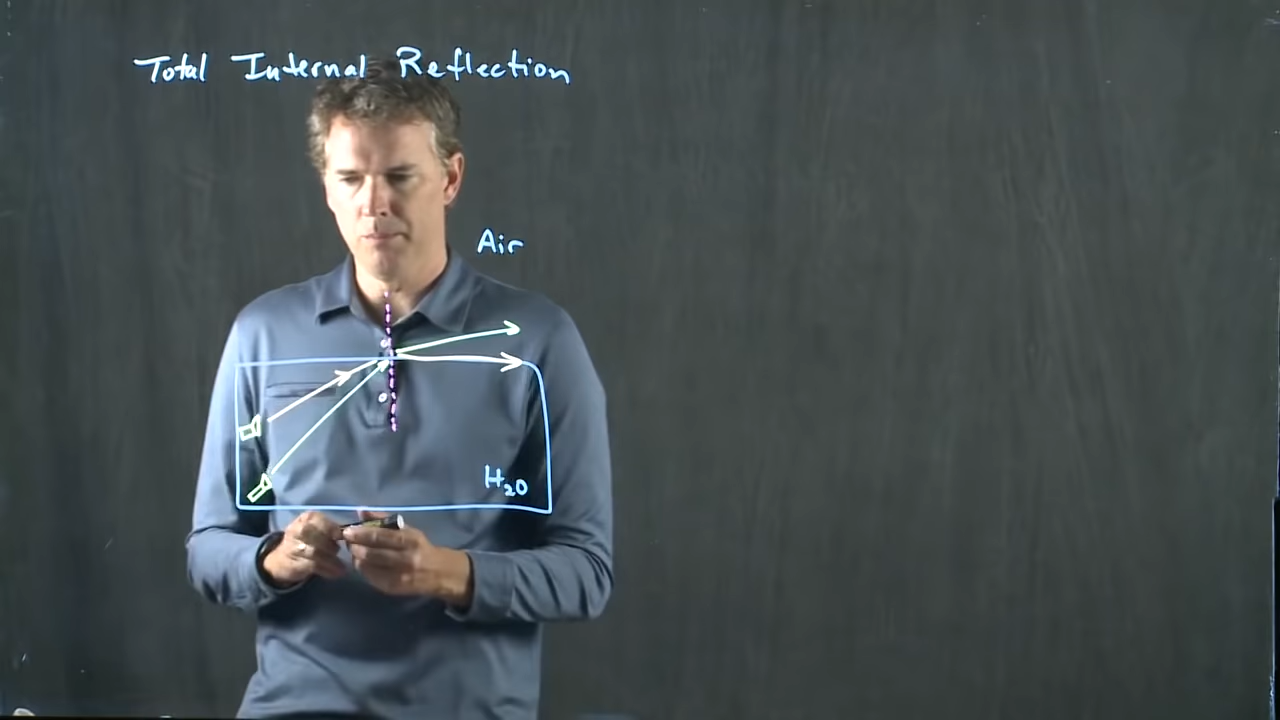 Total Internal Reflection
Air
H₂O